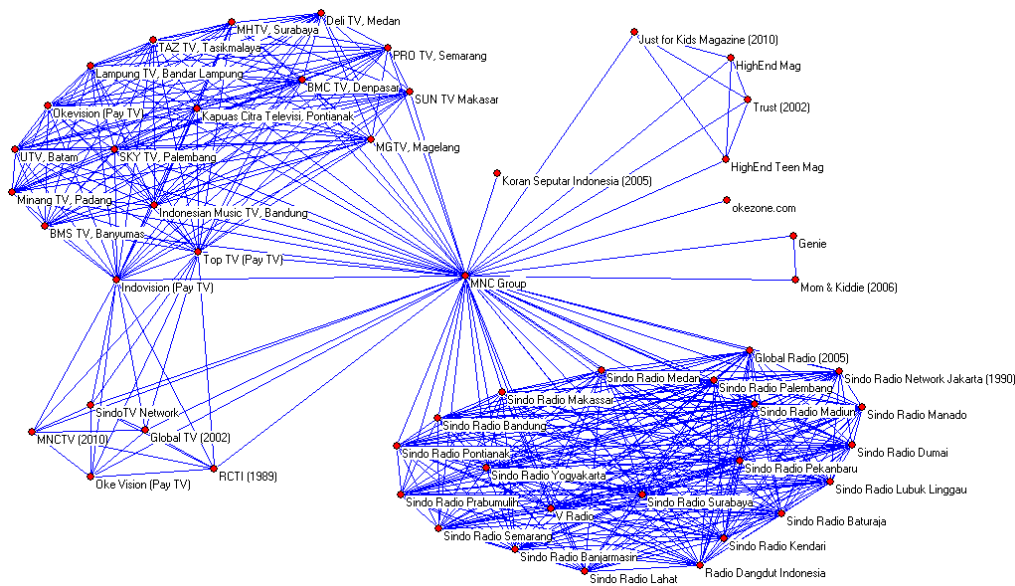 Deli TV, Medan
MHTV, Surabaya
Just for Kids Magazine (2010)
TAZ TV, Tasikmalaya
PRO TV, Semarang
HighEnd Mag
Lampung TV, Bandar Lampung
BMC TV, Denpasar
SUN TV Makasar
Trust (2002)
Okevision (Pay TV)
Kapuas Citra Televisi, Pontianak
MGTV, Magelang
UTV, Batam
SKY TV, Palembang
HighEnd Teen Mag
Koran Seputar Indonesia (2005)
Minang TV, Padang
Indonesian Music TV, Bandung
okezone.com
BMS TV, Banyumas
Genie
Top TV (Pay TV)
Indovision (Pay TV)
MNC Group
Mom & Kiddie (2006)
Global Radio (2005)
Sindo Radio Medan
Sindo Radio Network Jakarta (1990)
Sindo Radio Palembang
Sindo Radio Makassar
SindoTV Network
Sindo Radio Madiun
Sindo Radio Manado
Sindo Radio Bandung
MNCTV (2010)
Global TV (2002)
Sindo Radio Pontianak
Sindo Radio Dumai
Sindo Radio Pekanbaru
Sindo Radio Yogyakarta
RCTI (1989)
Oke Vision (Pay TV)
Sindo Radio Lubuk Linggau
Sindo Radio Prabumulih
Sindo Radio Surabaya
V Radio
Sindo Radio Baturaja
Sindo Radio Semarang
Sindo Radio Kendari
Sindo Radio Banjarmasin
Radio Dangdut Indonesia
Sindo Radio Lahat